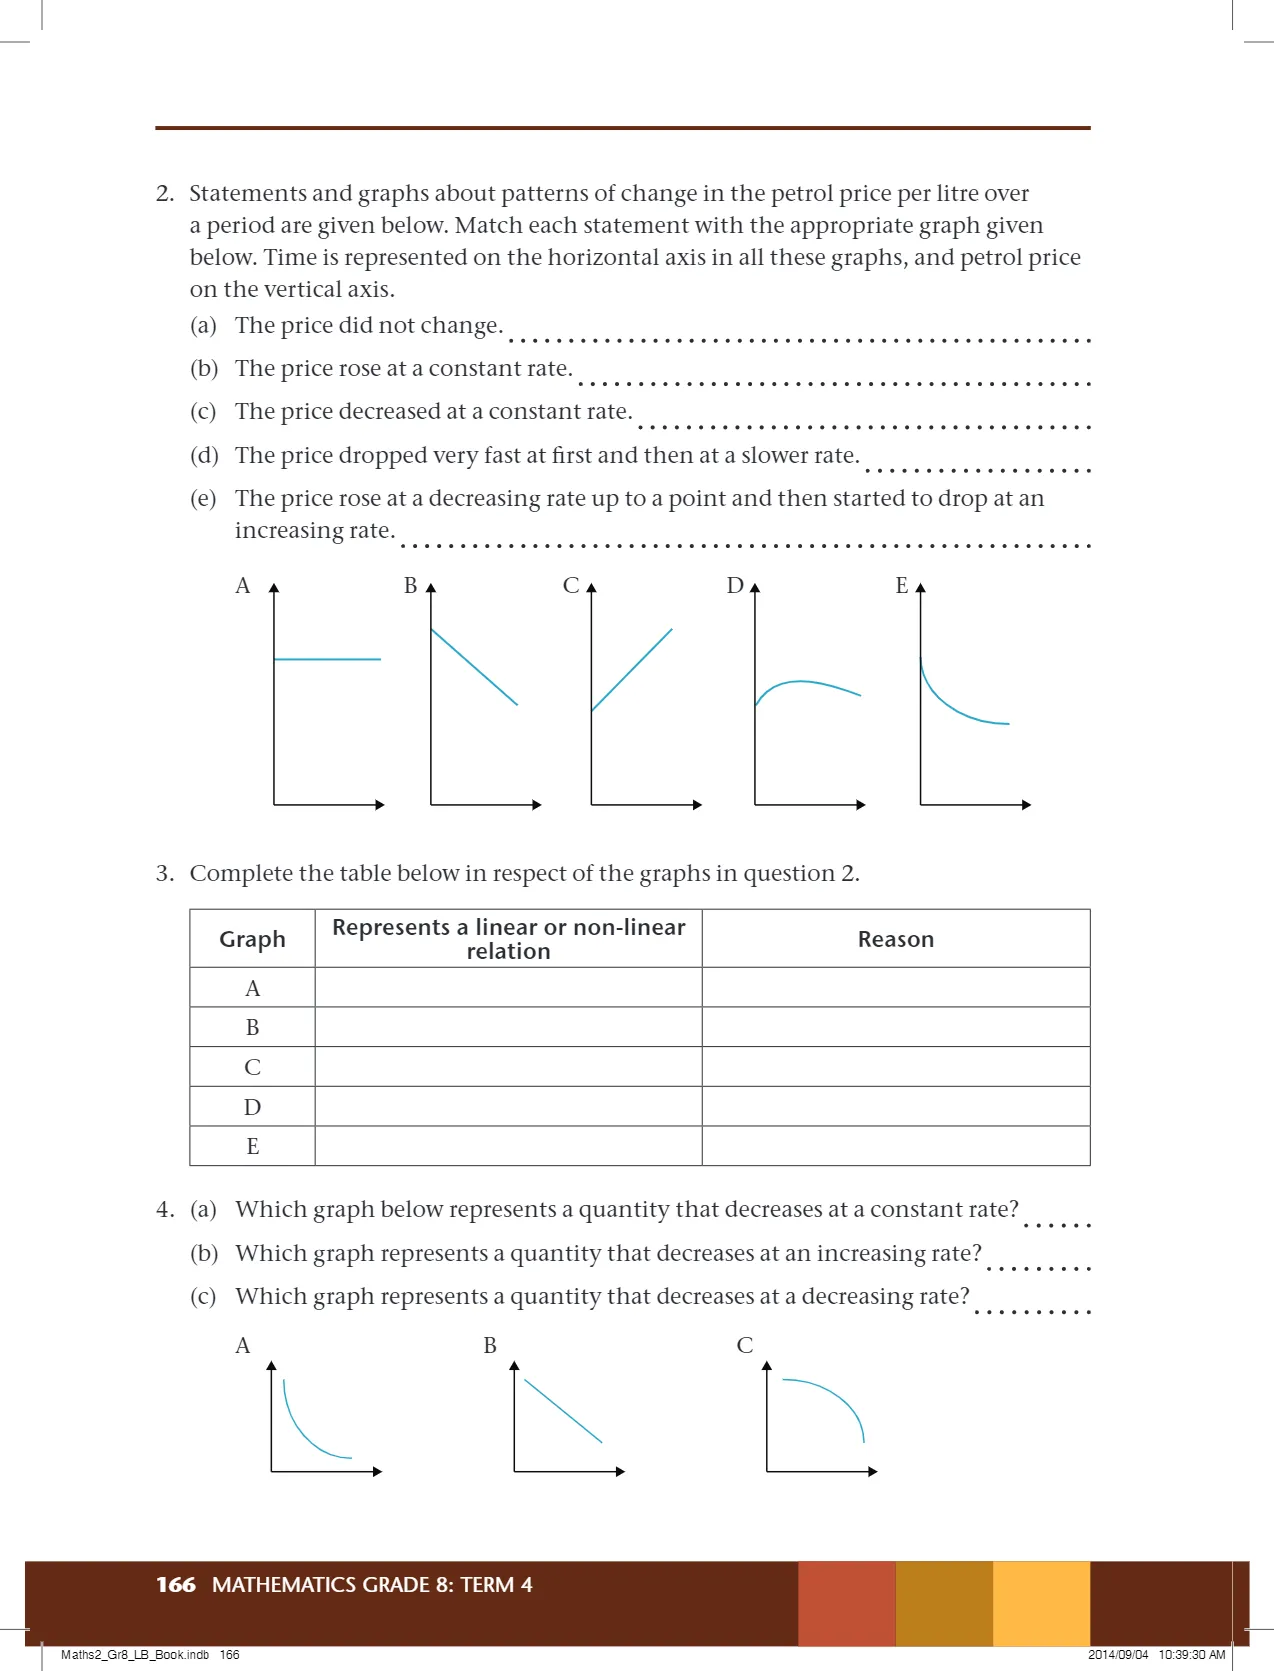 2. Statements and graphs about patterns of change in the petrol price per litre over
a period are given below. Match each statement with the appropriate graph given
below. Time is represented on the horizontal axis in all these graphs, and petrol price
on the vertical axis.
(a) The price did not change.
(b) The price rose at a constant rate.
(c) The price decreased at a constant rate.
(d) The price dropped very fast at first and then at a slower rate.
(e) The price rose at a decreasing rate up to a point and then started to drop at an
increasing rate.
A B C D E
3. Complete the table below in respect of the graphs in question 2.
Graph Represents a linear or non-linear relation Reason
A
B
C
D
E
4. (a) Which graph below represents a quantity that decreases at a constant rate?
(b) Which graph represents a quantity that decreases at an increasing rate?
(c) Which graph represents a quantity that decreases at a decreasing rate?
A B C
166 MATHEMATICS GRADE 8: TERM 4
Maths2_Gr8_LB_Book.indb 166 2014/09/04 10:39:30 AM